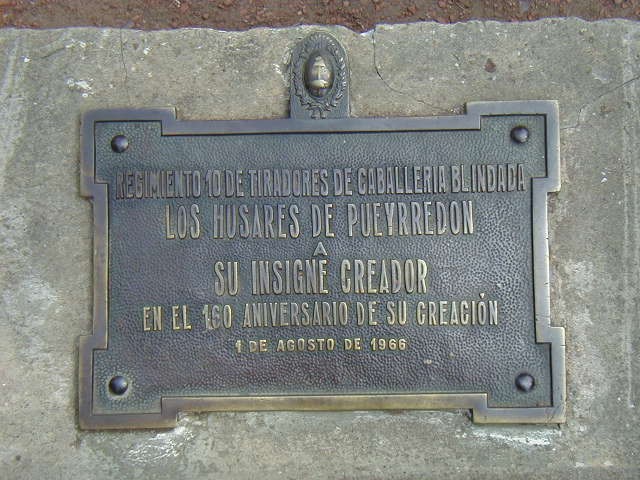 REGIMIENTO 10 DE TIRADORES DE CABALLERIA BLINDADA
LOS HUSARES DE PUEYRREDON
A
SU INSIGNE CREADOR
EN EL 160 ANIVERSARIO DE SU CREACIÓN
1 DE AGOSTO DE 1966